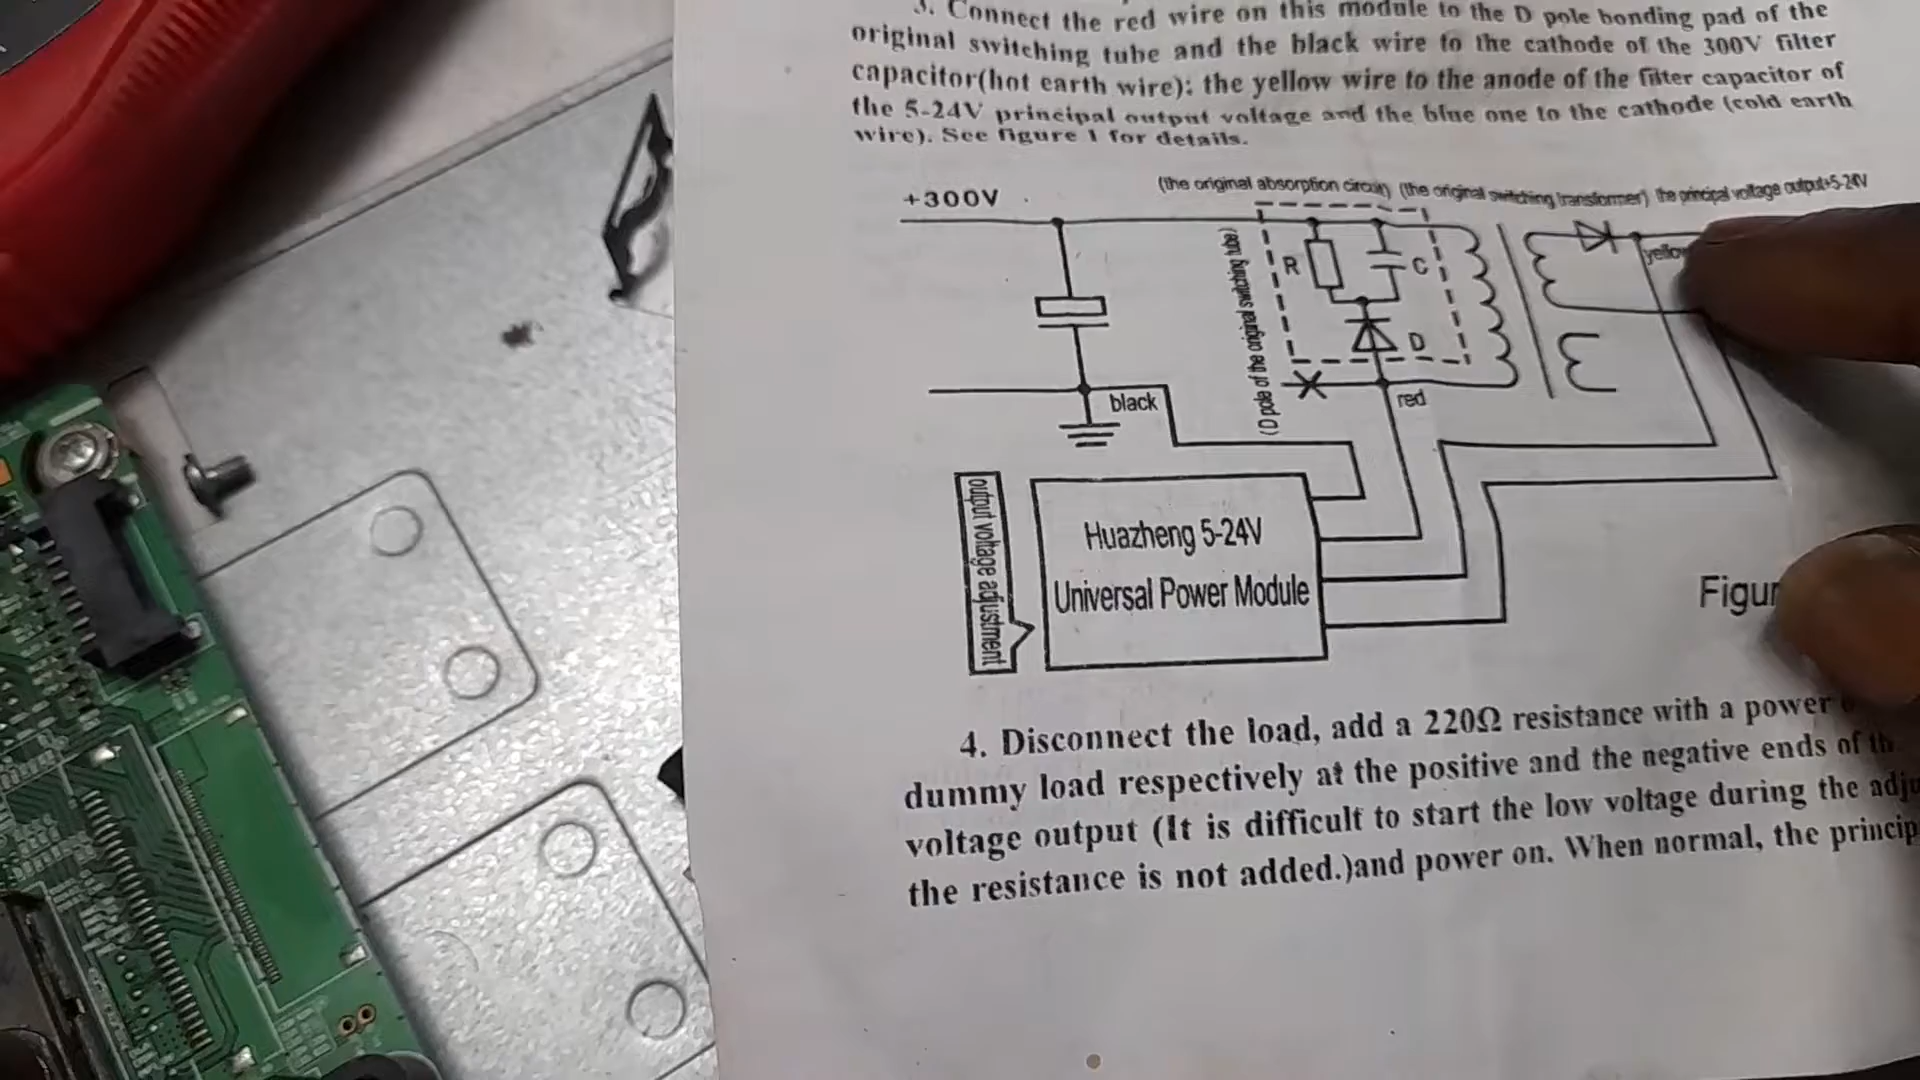 3. Connect the red wire on this module to the D pole bonding pad of the
original switching tube and the black wire to the cathode of the 300V filter
capacitor(hot earth wire); the yellow wire to the anode of the filter capacitor of
the 5-24V principal output voltage and the blue one to the cathode (cold earth
wire). See figure 1 for details.
(the original absorption circuit) (the original switching transformer) the principal voltage output+5-24V
+300V
R
C
D
yellow
(D pole of the original switching tube)
black
red
output voltage adjustment
Huazheng 5-24V
Universal Power Module
Figur
4. Disconnect the load, add a 220Ω resistance with a power
dummy load respectively at the positive and the negative ends of th
voltage output (It is difficult to start the low voltage during the adju
the resistance is not added.)and power on. When normal, the princip